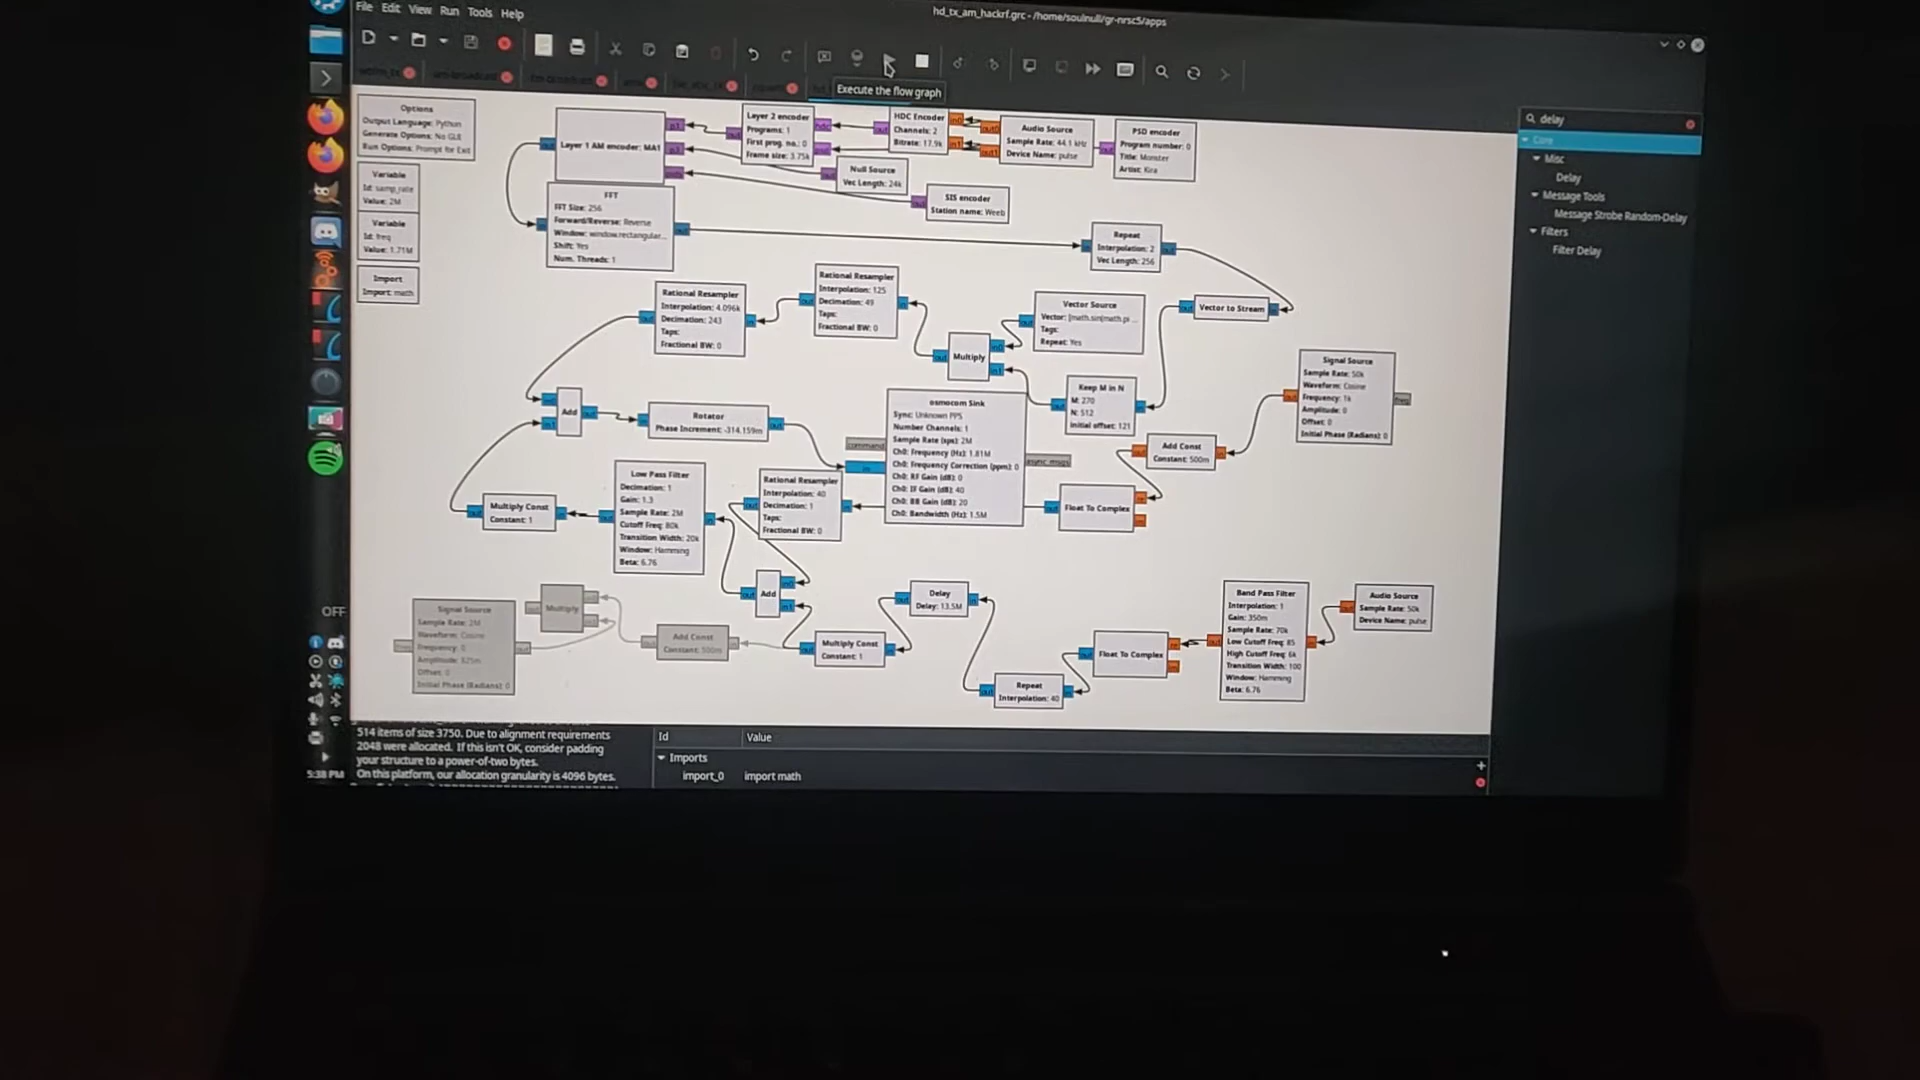 File Edit View Run Tools Help
hd_tx_am_hackrf.grc - /home/soulnull/gr-nrsc5/apps
Execute the flow graph
Options
Output Language: Python
Generate Options: No GUI
Run Options: Prompt for Exit
Variable
Id: samp_rate
Value: 2M
Variable
Id: freq
Value: 1.71M
Import
Import: math
Layer 1 AM encoder: MA1
Layer 2 encoder
Programs: 1
First prog. no.: 0
Frame size: 3.75k
HDC Encoder
Channels: 2
Bitrate: 17.9k
Audio Source
Sample Rate: 44.1 kHz
Device Name: pulse
PSD encoder
Program number: 0
Title: Monster
Artist: Kira
Null Source
Vec Length: 24k
SIS encoder
Station name: Weeb
FFT
FFT Size: 256
Forward/Reverse: Reverse
Window: window.rectangular...
Shift: Yes
Num. Threads: 1
Repeat
Interpolation: 2
Vec Length: 256
Rational Resampler
Interpolation: 4.096k
Decimation: 243
Taps:
Fractional BW: 0
Rational Resampler
Interpolation: 125
Decimation: 49
Taps:
Fractional BW: 0
Vector Source
Vector: [math.sin(math.pi ...
Tags:
Repeat: Yes
Vector to Stream
Multiply
Keep M in N
M: 270
N: 512
initial offset: 121
Signal Source
Sample Rate: 50k
Waveform: Cosine
Frequency: 1k
Amplitude: 0
Offset: 0
Initial Phase (Radians): 0
Add
Rotator
Phase Increment: -314.159m
osmocom Sink
Sync: Unknown PPS
Number Channels: 1
Sample Rate (sps): 2M
Ch0: Frequency (Hz): 1.81M
Ch0: Frequency Correction (ppm): 0
Ch0: RF Gain (dB): 0
Ch0: IF Gain (dB): 40
Ch0: BB Gain (dB): 20
Ch0: Bandwidth (Hz): 1.5M
command
async_msgs
Add Const
Constant: 500m
Float To Complex
Multiply Const
Constant: 1
Low Pass Filter
Decimation: 1
Gain: 1.3
Sample Rate: 2M
Cutoff Freq: 80k
Transition Width: 20k
Window: Hamming
Beta: 6.76
Rational Resampler
Interpolation: 40
Decimation: 1
Taps:
Fractional BW: 0
Add
Delay
Delay: 13.5M
Band Pass Filter
Interpolation: 1
Gain: 350m
Sample Rate: 70k
Low Cutoff Freq: 85
High Cutoff Freq: 6k
Transition Width: 100
Window: Hamming
Beta: 6.76
Audio Source
Sample Rate: 50k
Device Name: pulse
Signal Source
Sample Rate: 2M
Waveform: Cosine
Frequency: 0
Amplitude: 825m
Offset: 0
Initial Phase (Radians): 0
Multiply
Add Const
Constant: 500m
Multiply Const
Constant: 1
Float To Complex
Repeat
Interpolation: 40
delay
Core
Misc
Delay
Message Tools
Message Strobe Random-Delay
Filters
Filter Delay
OFF
5:38 PM
514 items of size 3750. Due to alignment requirements
2048 were allocated. If this isn't OK, consider padding
your structure to a power-of-two bytes.
On this platform, our allocation granularity is 4096 bytes.
Id Value
Imports
import_0 import math